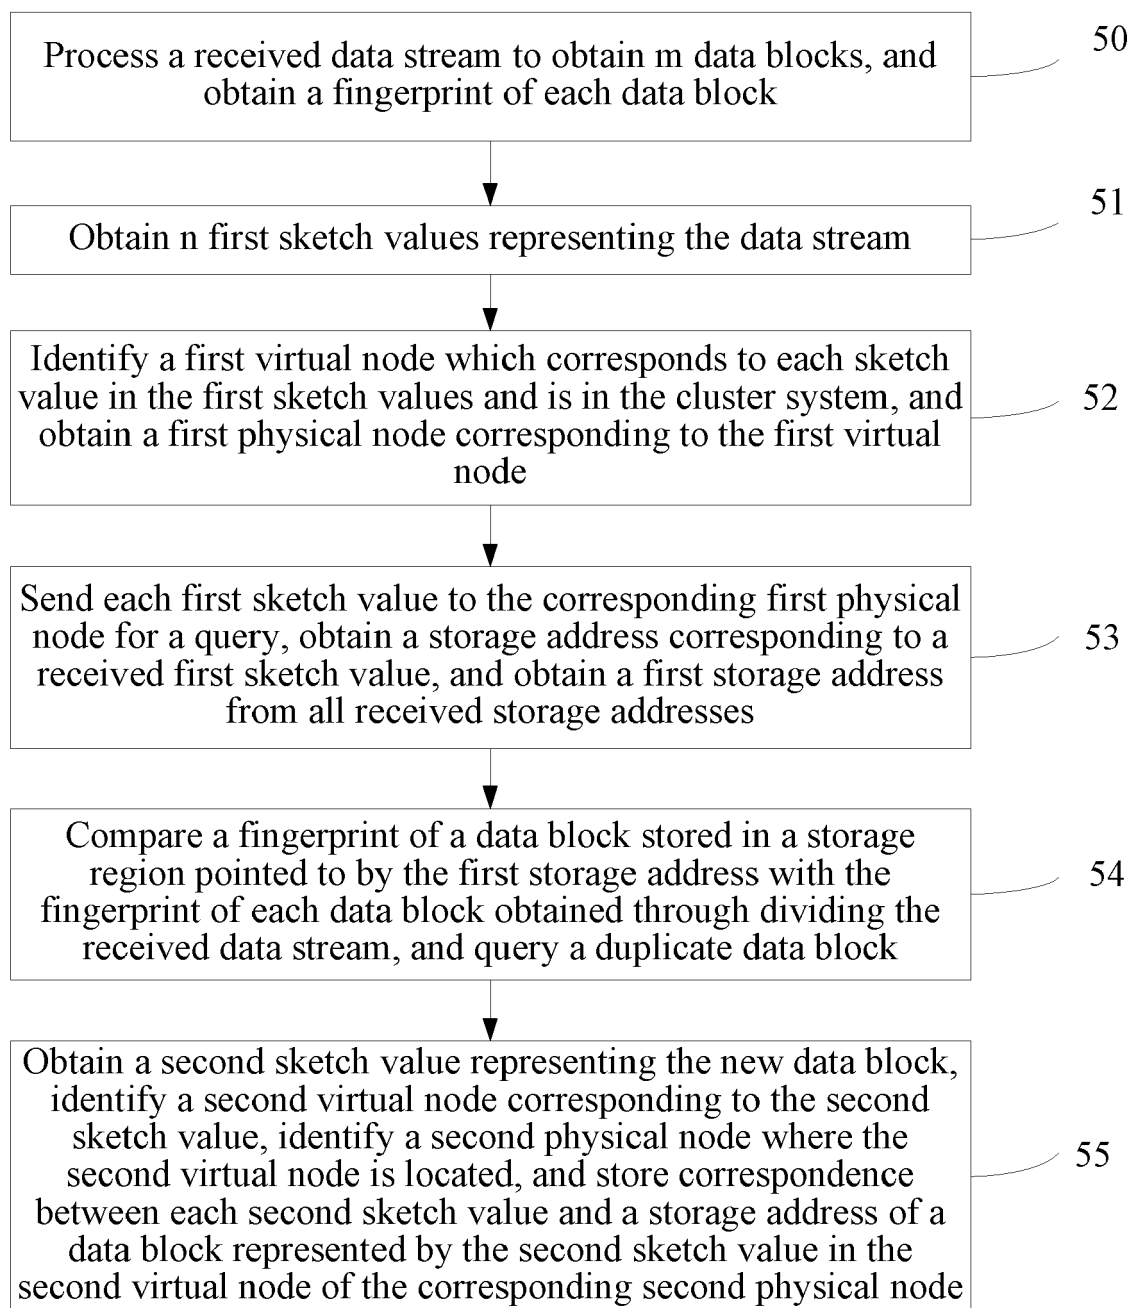 Process a received data stream to obtain m data blocks, and
obtain a fingerprint of each data block
50
Obtain n first sketch values representing the data stream
51
Identify a first virtual node which corresponds to each sketch
value in the first sketch values and is in the cluster system, and
obtain a first physical node corresponding to the first virtual
node
52
Send each first sketch value to the corresponding first physical
node for a query, obtain a storage address corresponding to a
received first sketch value, and obtain a first storage address
from all received storage addresses
53
Compare a fingerprint of a data block stored in a storage
region pointed to by the first storage address with the
fingerprint of each data block obtained through dividing the
received data stream, and query a duplicate data block
54
Obtain a second sketch value representing the new data block,
identify a second virtual node corresponding to the second
sketch value, identify a second physical node where the
second virtual node is located, and store correspondence
between each second sketch value and a storage address of a
data block represented by the second sketch value in the
second virtual node of the corresponding second physical node
55